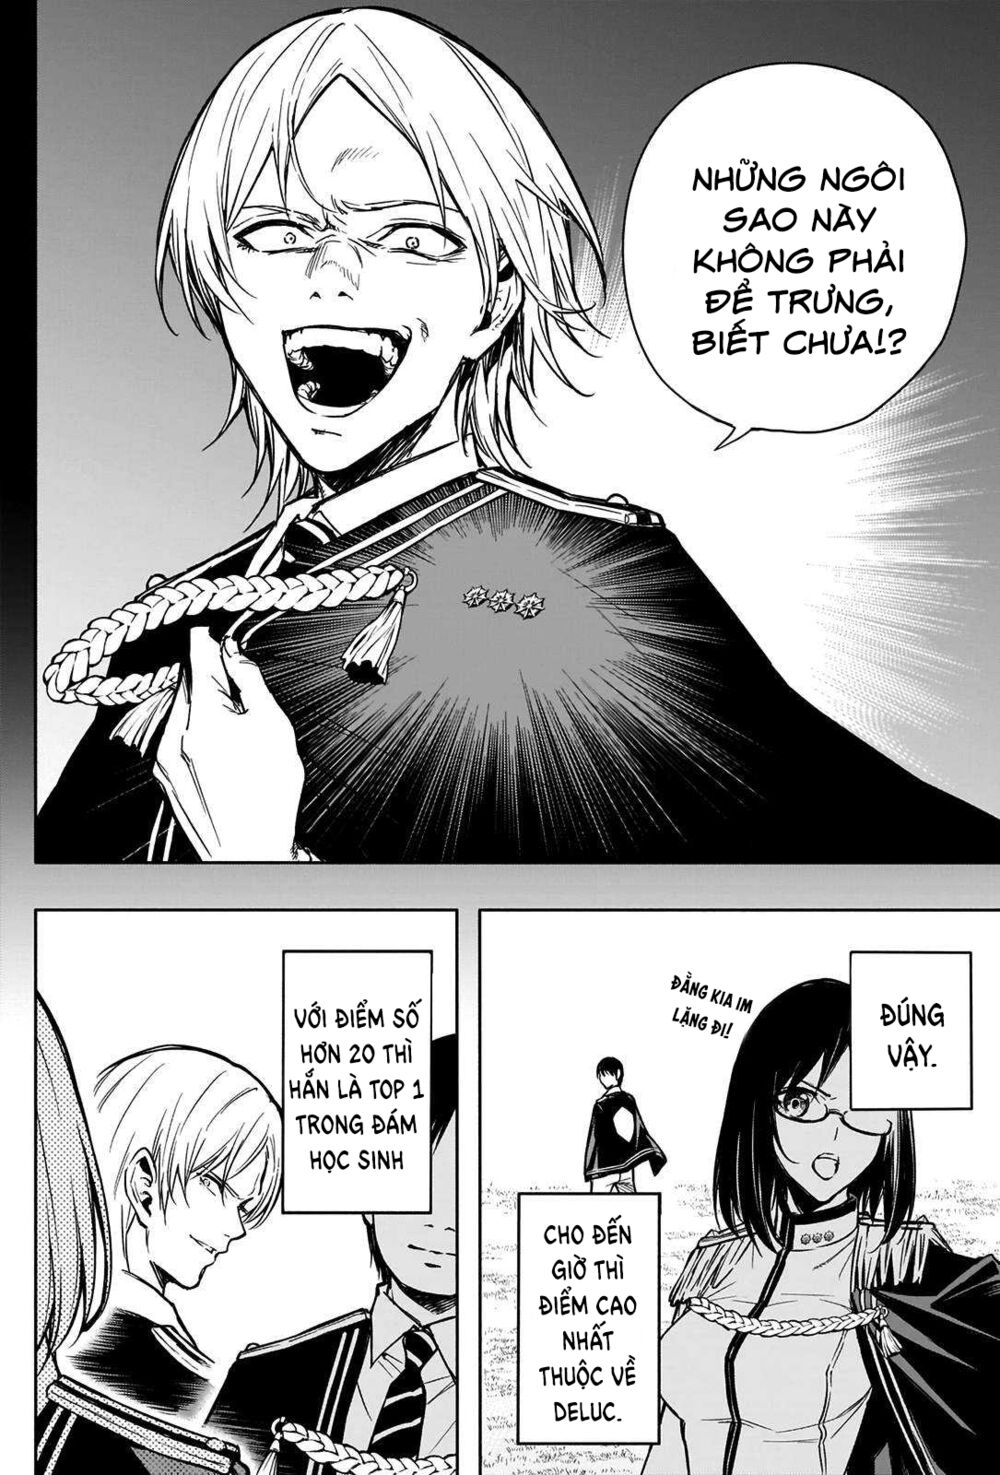 NHỮNG NGÔI
SAO NÀY
KHÔNG PHẢI
ĐỂ TRƯNG,
BIẾT CHƯA!?
ĐÚNG
VẬY.
ĐẰNG KIA IM
LẶNG ĐI!
CHO ĐẾN
GIỜ THÌ
ĐIỂM CAO
NHẤT
THUỘC VỀ
DELUC.
VỚI ĐIỂM SỐ
HƠN 20 THÌ
HẮN LÀ TOP 1
TRONG ĐÁM
HỌC SINH